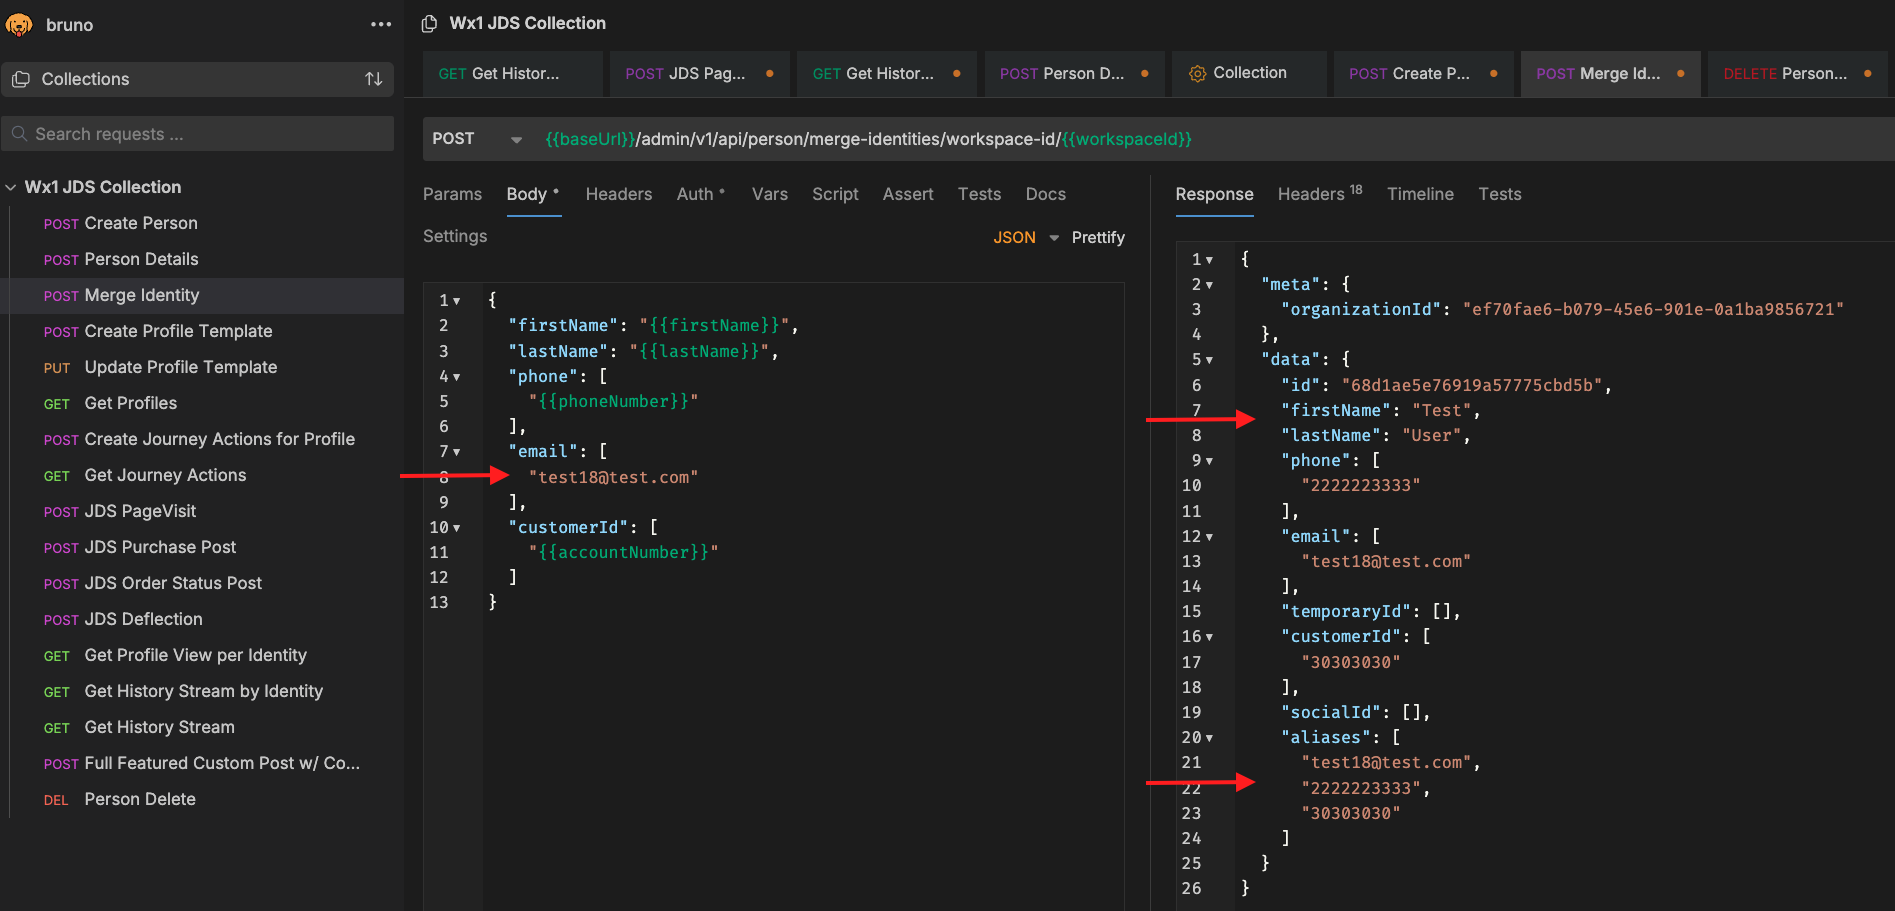 bruno
Collections
Search requests ...
Wx1 JDS Collection
POST Create Person
POST Person Details
POST Merge Identity
POST Create Profile Template
PUT Update Profile Template
GET Get Profiles
POST Create Journey Actions for Profile
GET Get Journey Actions
POST JDS PageVisit
POST JDS Purchase Post
POST JDS Order Status Post
POST JDS Deflection
GET Get Profile View per Identity
GET Get History Stream by Identity
GET Get History Stream
POST Full Featured Custom Post w/ Co...
DEL Person Delete
Wx1 JDS Collection
GET Get Histor... POST JDS Pag... GET Get Histor... POST Person D... Collection POST Create P... POST Merge Id... DELETE Person...
POST {{baseUrl}}/admin/v1/api/person/merge-identities/workspace-id/{{workspaceId}}
Params Body Headers Auth Vars Script Assert Tests Docs
Settings
JSON Prettify
1 {
2 "firstName": "{{firstName}}",
3 "lastName": "{{lastName}}",
4 "phone": [
5 "{{phoneNumber}}"
6 ],
7 "email": [
8 "test18@test.com"
9 ],
10 "customerId": [
11 "{{accountNumber}}"
12 ]
13 }
Response Headers 18 Timeline Tests
1 {
2 "meta": {
3 "organizationId": "ef70fae6-b079-45e6-901e-0a1ba9856721"
4 },
5 "data": {
6 "id": "68d1ae5e76919a57775cbd5b",
7 "firstName": "Test",
8 "lastName": "User",
9 "phone": [
10 "2222223333"
11 ],
12 "email": [
13 "test18@test.com"
14 ],
15 "temporaryId": [],
16 "customerId": [
17 "30303030"
18 ],
19 "socialId": [],
20 "aliases": [
21 "test18@test.com",
22 "2222223333",
23 "30303030"
24 ]
25 }
26 }